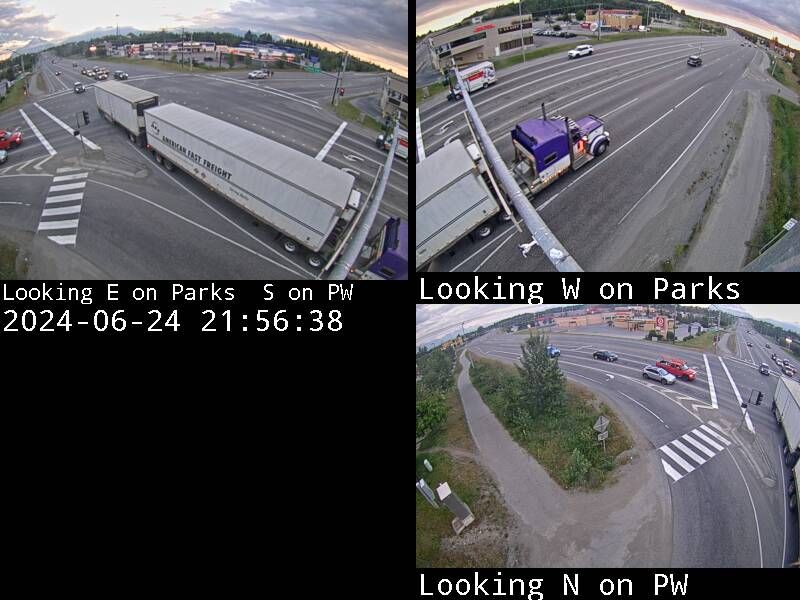 AMERICAN FAST FREIGHT
Looking E on Parks  S on PW
2024-06-24 21:56:38
Looking W on Parks
Looking N on PW